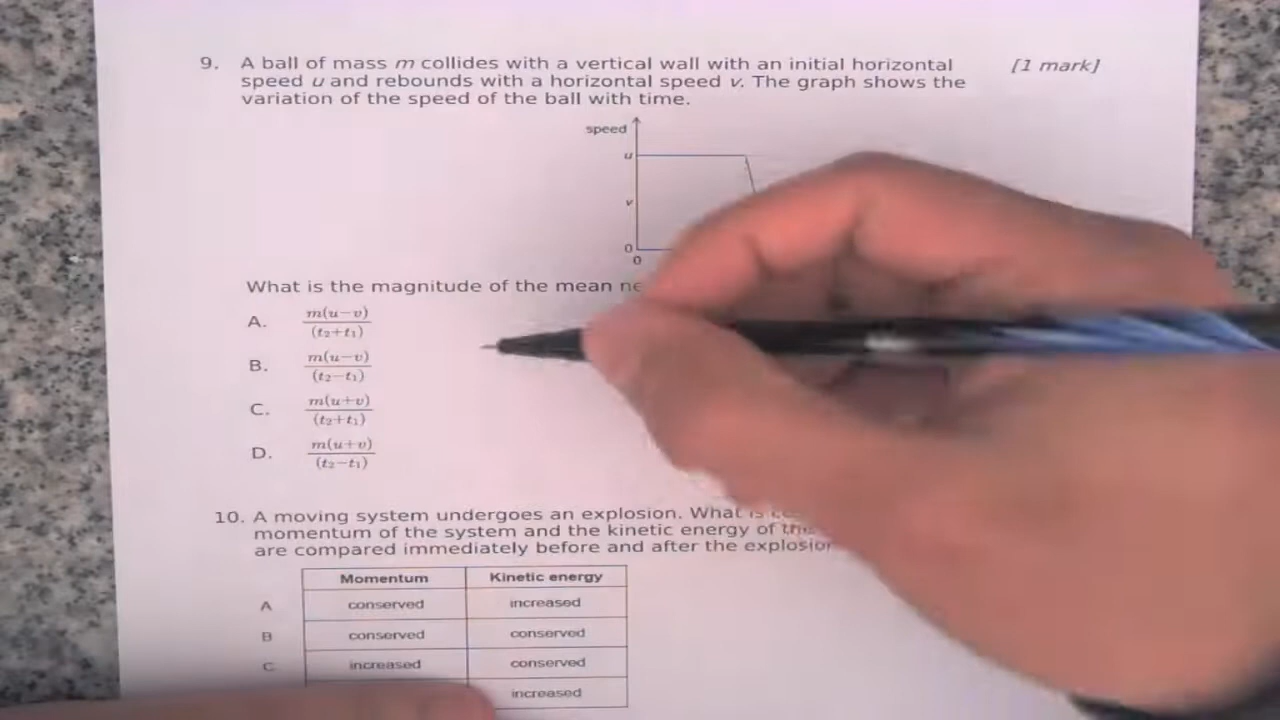 9. A ball of mass m collides with a vertical wall with an initial horizontal [1 mark]
speed u and rebounds with a horizontal speed v. The graph shows the
variation of the speed of the ball with time.
speed
u
v
0
0
What is the magnitude of the mean
A. m(u−v)
(t₂+t₁)
B. m(u−v)
(t₂−t₁)
C. m(u+v)
(t₂+t₁)
D. m(u+v)
(t₂−t₁)
10. A moving system undergoes an explosion. What is
momentum of the system and the kinetic energy of
are compared immediately before and after the
Momentum Kinetic energy
A conserved increased
B conserved conserved
C increased conserved
increased